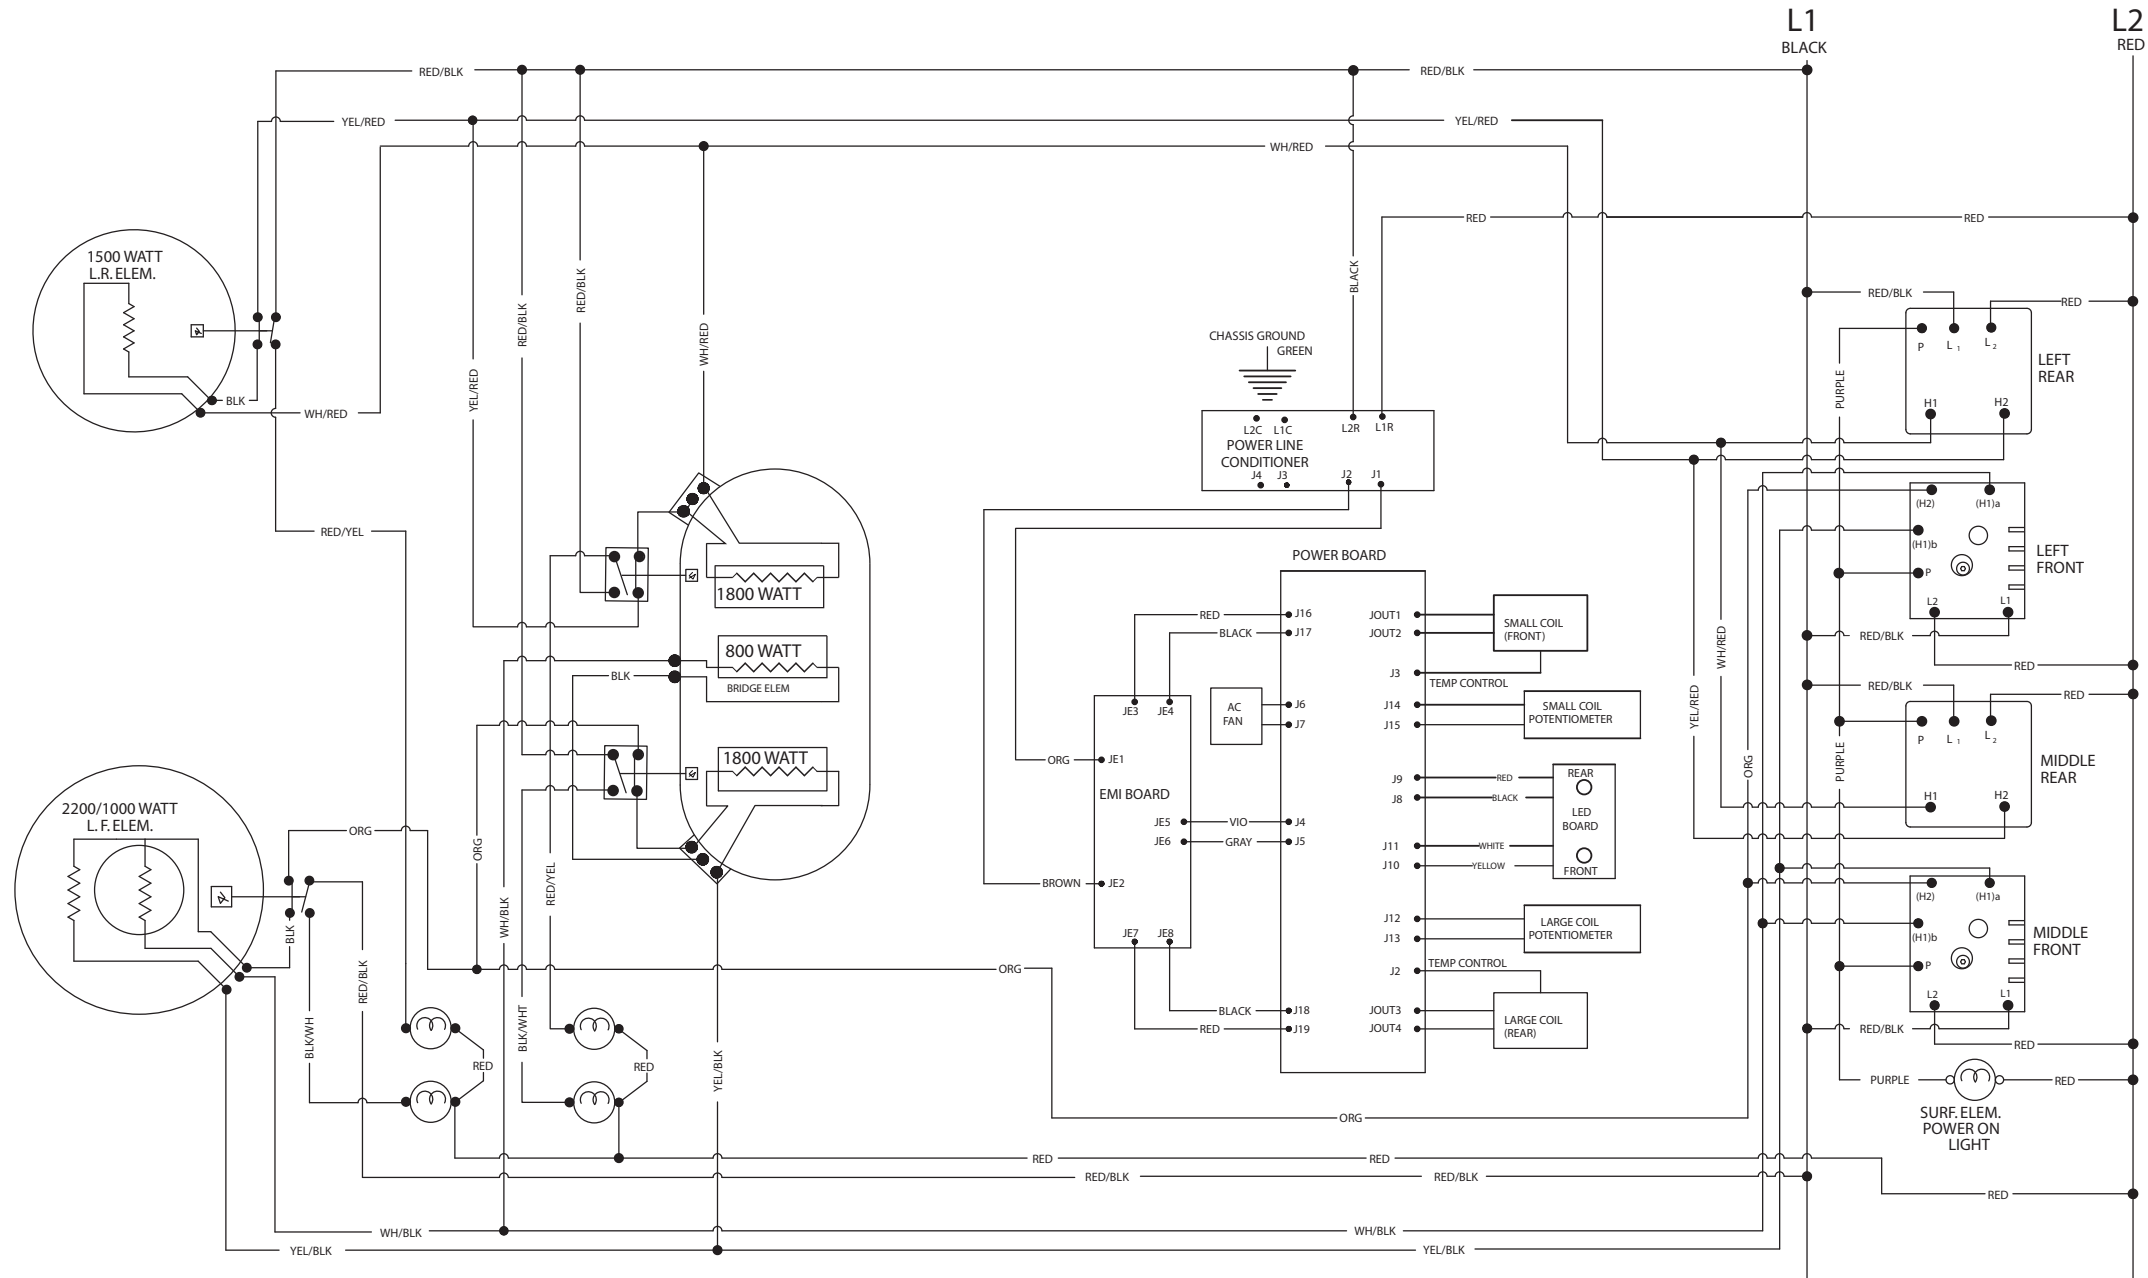 L1
BLACK
L2
RED
RED/BLK
RED/BLK
YEL/RED
YEL/RED
WH/RED
RED
RED
1500 WATT
L.R. ELEM.
BLK
WH/RED
RED/BLK
RED/BLK
YEL/RED
WH/RED
BLACK
CHASSIS GROUND
GREEN
L2C
L1C
L2R
L1R
POWER LINE
CONDITIONER
J4
J3
J2
J1
RED/BLK
RED
P
L1
L2
LEFT
REAR
H1
H2
PURPLE
(H2)
(H1)a
(H1)b
P
LEFT
FRONT
L2
L1
RED/BLK
RED
RED/YEL
1800 WATT
800 WATT
BRIDGE ELEM
BLK
1800 WATT
POWER BOARD
RED
J16
BLACK
J17
JOUT1
JOUT2
SMALL COIL
(FRONT)
J3
TEMP CONTROL
JE3
JE4
AC
FAN
J6
J7
J14
J15
SMALL COIL
POTENTIOMETER
ORG
JE1
EMI BOARD
JE5
VIO
J4
JE6
GRAY
J5
BROWN
JE2
JE7
JE8
J9
RED
J8
BLACK
REAR
LED
BOARD
FRONT
J11
WHITE
J10
YELLOW
J12
J13
LARGE COIL
POTENTIOMETER
J2
TEMP CONTROL
BLACK
J18
RED
J19
JOUT3
JOUT4
LARGE COIL
(REAR)
WH/RED
YEL/RED
ORG
PURPLE
RED/BLK
RED
P
L1
L2
MIDDLE
REAR
H1
H2
(H2)
(H1)a
(H1)b
P
MIDDLE
FRONT
L2
L1
RED/BLK
RED
PURPLE
RED
SURF. ELEM.
POWER ON
LIGHT
2200/1000 WATT
L. F. ELEM.
ORG
BLK
RED/BLK
BLK/WH
ORG
WH/BLK
RED/YEL
BLK/WHT
YEL/BLK
RED
RED
ORG
ORG
RED
RED
RED/BLK
RED/BLK
RED
WH/BLK
WH/BLK
YEL/BLK
YEL/BLK